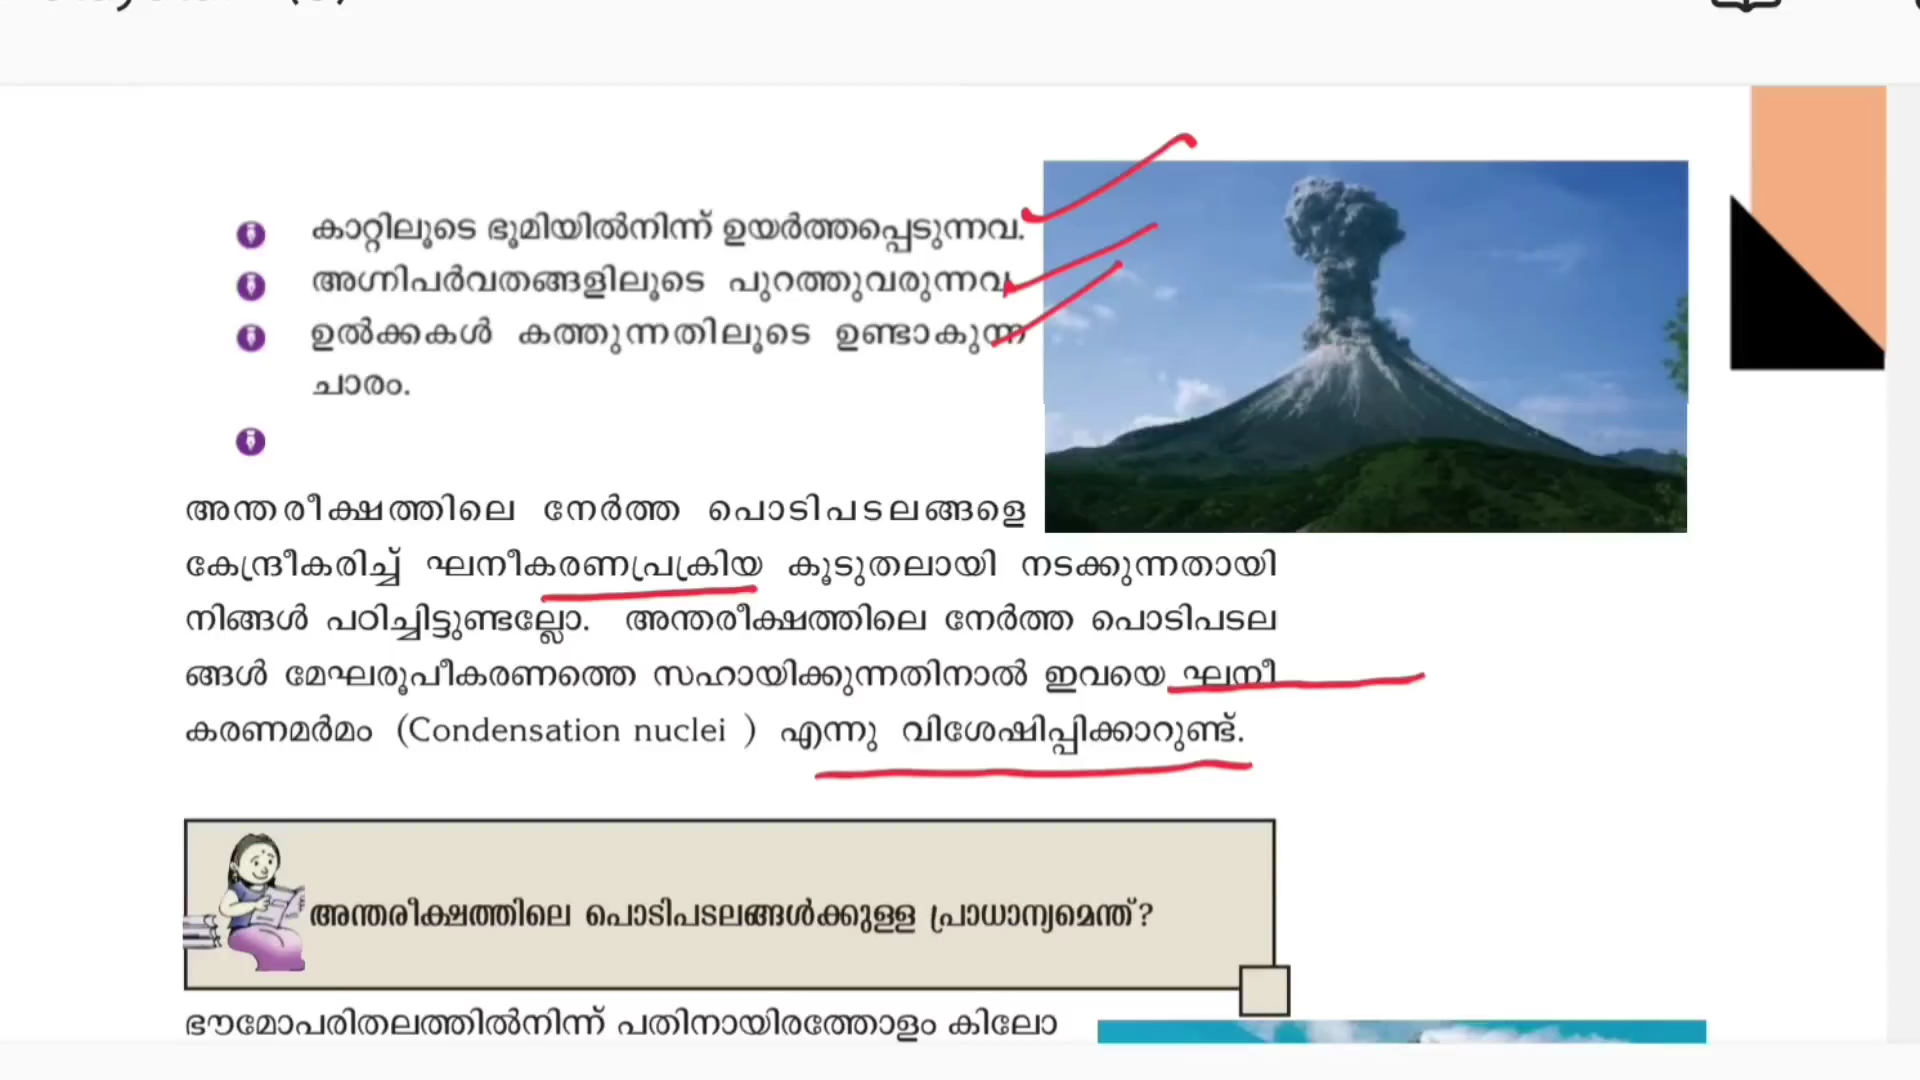 കാറ്റിലൂടെ ഭൂമിയിൽനിന്ന് ഉയർത്തപ്പെടുന്നവ.
അഗ്നിപർവതങ്ങളിലൂടെ പുറത്തുവരുന്നവ
ഉൽക്കകൾ കത്തുന്നതിലൂടെ ഉണ്ടാകുന്ന
ചാരം.
അന്തരീക്ഷത്തിലെ നേർത്ത പൊടിപടലങ്ങളെ
കേന്ദ്രീകരിച്ച് ഘനീകരണപ്രക്രിയ കൂടുതലായി നടക്കുന്നതായി
നിങ്ങൾ പഠിച്ചിട്ടുണ്ടല്ലോ. അന്തരീക്ഷത്തിലെ നേർത്ത പൊടിപടല
ങ്ങൾ മേഘരൂപീകരണത്തെ സഹായിക്കുന്നതിനാൽ ഇവയെ ഘനീ
കരണമർമം (Condensation nuclei ) എന്നു വിശേഷിപ്പിക്കാറുണ്ട്.
അന്തരീക്ഷത്തിലെ പൊടിപടലങ്ങൾക്കുള്ള പ്രാധാന്യമെന്ത്?
ഭൗമോപരിതലത്തിൽനിന്ന് പതിനായിരത്തോളം കിലോ